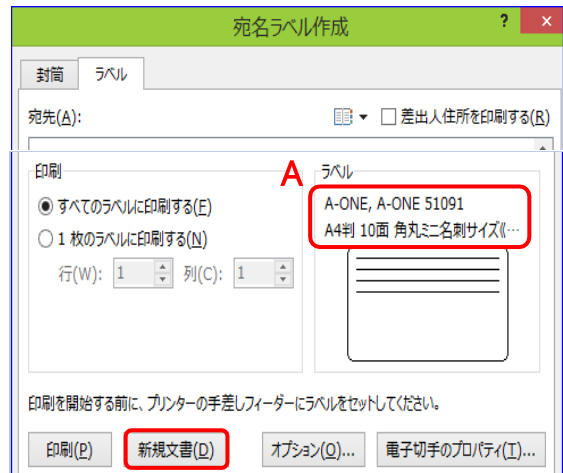 宛名ラベル作成 ? ×
封筒 ラベル
宛先(A): 差出人住所を印刷する(R)
印刷
すべてのラベルに印刷する(F)
1 枚のラベルに印刷する(N)
行(W): 1 列(C): 1
A
ラベル
A-ONE, A-ONE 51091
A4判 10面 角丸ミニ名刺サイズ《…
印刷を開始する前に、プリンターの手差しフィーダーにラベルをセットしてください。
印刷(P) 新規文書(D) オプション(O)... 電子切手のプロパティ(T)...